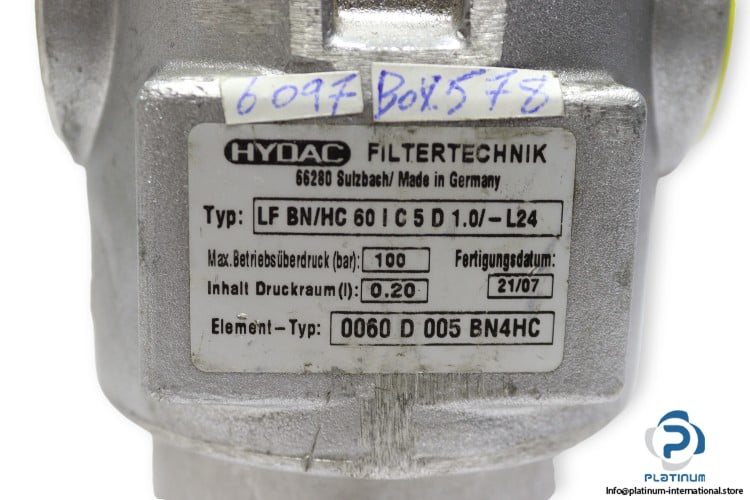 6097 Box.578
HYDAC FILTERTECHNIK
66280 Sulzbach/ Made in Germany
Typ: LF BN/HC 60 I C 5 D 1.0/-L24
Max.Betriebsüberdruck (bar): 100 Fertigungsdatum:
Inhalt Druckraum (l): 0.20 21/07
Element-Typ: 0060 D 005 BN4HC
PLATINUM
Info@platinum-international.store